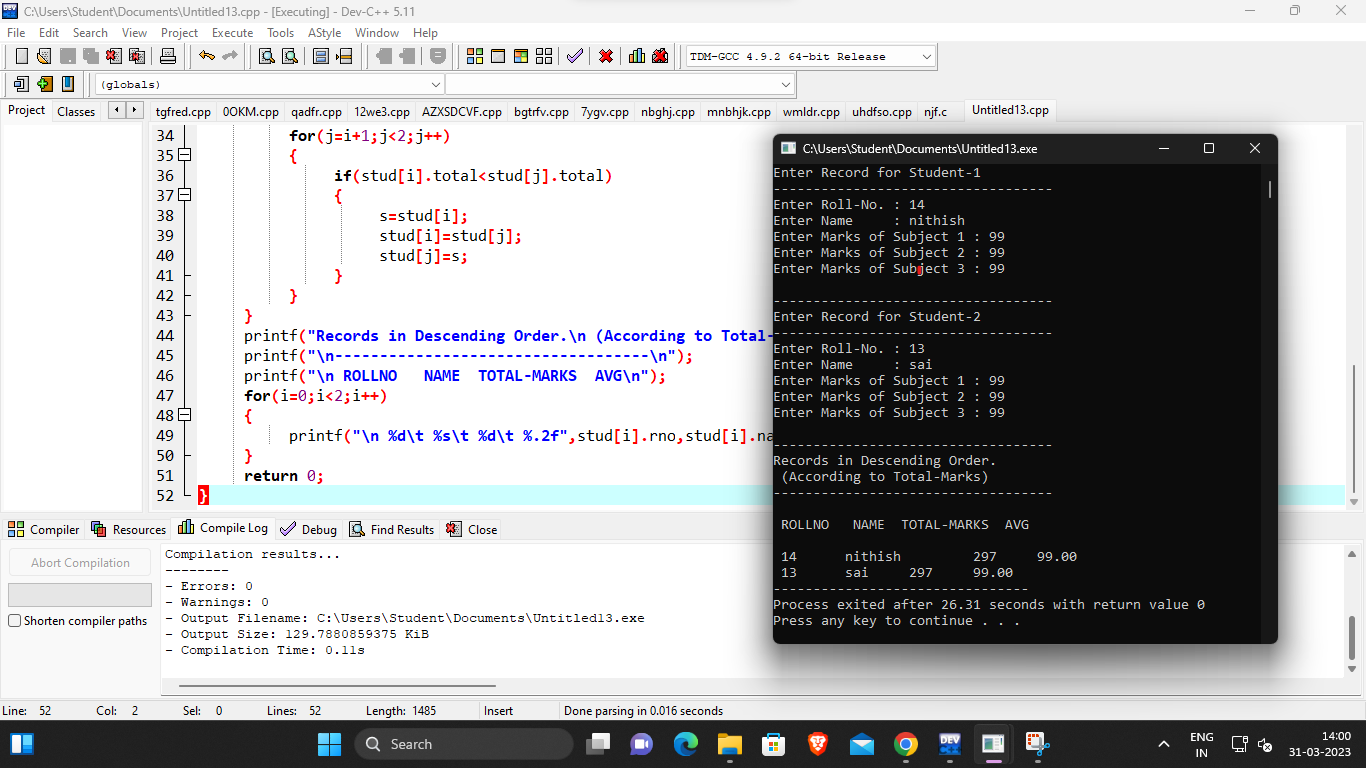 C:\Users\Student\Documents\Untitled13.cpp - [Executing] - Dev-C++ 5.11
File Edit Search View Project Execute Tools AStyle Window Help
TDM-GCC 4.9.2 64-bit Release
(globals)
Project Classes
tgfred.cpp 0OKM.cpp qadfr.cpp 12we3.cpp AZXSDCVF.cpp bgtrfv.cpp 7ygv.cpp nbghj.cpp mnbhjk.cpp wmldr.cpp uhdfso.cpp njf.c Untitled13.cpp
34 for(j=i+1;j<2;j++)
35 {
36 if(stud[i].total<stud[j].total)
37 {
38 s=stud[i];
39 stud[i]=stud[j];
40 stud[j]=s;
41 }
42 }
43 }
44 printf("Records in Descending Order.\n (According to Total-
45 printf("\n-----------------------------------\n");
46 printf("\n ROLLNO   NAME  TOTAL-MARKS  AVG\n");
47 for(i=0;i<2;i++)
48 {
49 printf("\n %d\t %s\t %d\t %.2f",stud[i].rno,stud[i].na
50 }
51 return 0;
52 }
C:\Users\Student\Documents\Untitled13.exe
Enter Record for Student-1
-----------------------------------
Enter Roll-No. : 14
Enter Name     : nithish
Enter Marks of Subject 1 : 99
Enter Marks of Subject 2 : 99
Enter Marks of Subject 3 : 99
-----------------------------------
Enter Record for Student-2
-----------------------------------
Enter Roll-No. : 13
Enter Name     : sai
Enter Marks of Subject 1 : 99
Enter Marks of Subject 2 : 99
Enter Marks of Subject 3 : 99
-----------------------------------
Records in Descending Order.
(According to Total-Marks)
-----------------------------------
ROLLNO   NAME  TOTAL-MARKS  AVG
14      nithish         297     99.00
13      sai     297     99.00
--------------------------------
Process exited after 26.31 seconds with return value 0
Press any key to continue . . .
Compiler Resources Compile Log Debug Find Results Close
Abort Compilation
Shorten compiler paths
Compilation results...
--------
- Errors: 0
- Warnings: 0
- Output Filename: C:\Users\Student\Documents\Untitled13.exe
- Output Size: 129.7880859375 KiB
- Compilation Time: 0.11s
Line: 52 Col: 2 Sel: 0 Lines: 52 Length: 1485 Insert Done parsing in 0.016 seconds
Search
DEV
ENG
IN
14:00
31-03-2023